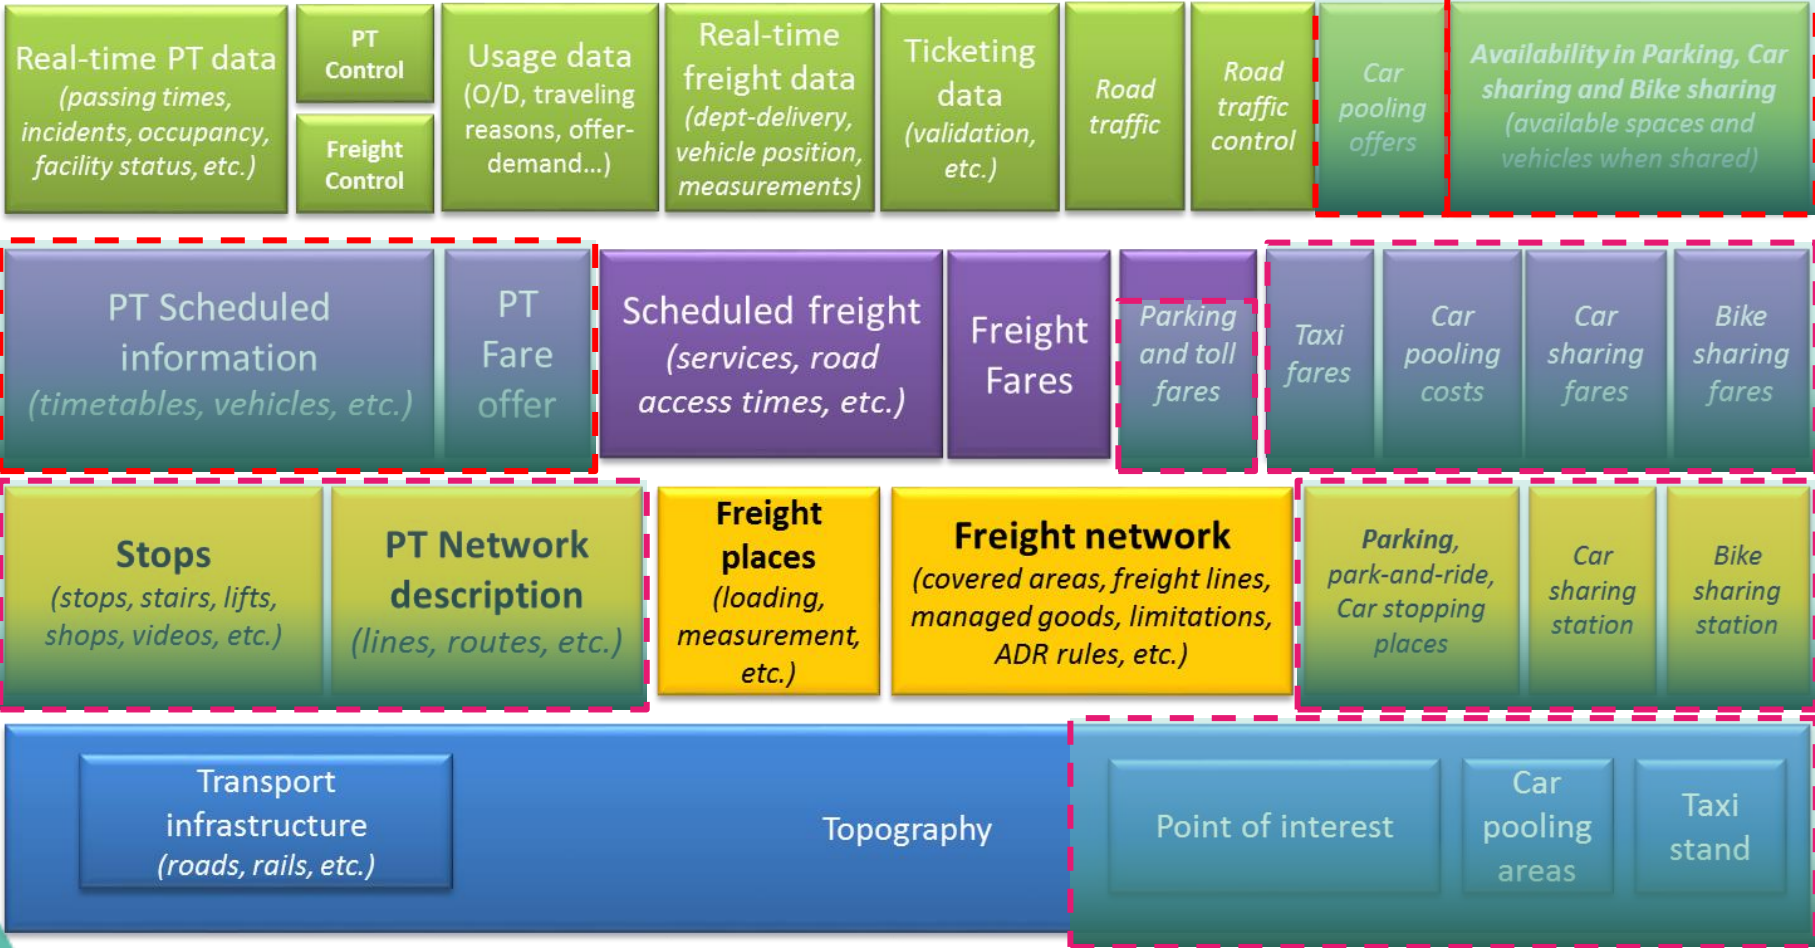 Real-time PT data
(passing times,
incidents, occupancy,
facility status, etc.)
PT
Control
Freight
Control
Usage data
(O/D, traveling
reasons, offer-
demand...)
Real-time
freight data
(dept-delivery,
vehicle position,
measurements)
Ticketing
data
(validation,
etc.)
Road
traffic
Road
traffic
control
Car
pooling
offers
Availability in Parking, Car
sharing and Bike sharing
(available spaces and
vehicles when shared)
PT Scheduled
information
(timetables, vehicles, etc.)
PT
Fare
offer
Scheduled freight
(services, road
access times, etc.)
Freight
Fares
Parking
and toll
fares
Taxi
fares
Car
pooling
costs
Car
sharing
fares
Bike
sharing
fares
Stops
(stops, stairs, lifts,
shops, videos, etc.)
PT Network
description
(lines, routes, etc.)
Freight
places
(loading,
measurement,
etc.)
Freight network
(covered areas, freight lines,
managed goods, limitations,
ADR rules, etc.)
Parking,
park-and-ride,
Car stopping
places
Car
sharing
station
Bike
sharing
station
Transport
infrastructure
(roads, rails, etc.)
Topography
Point of interest
Car
pooling
areas
Taxi
stand